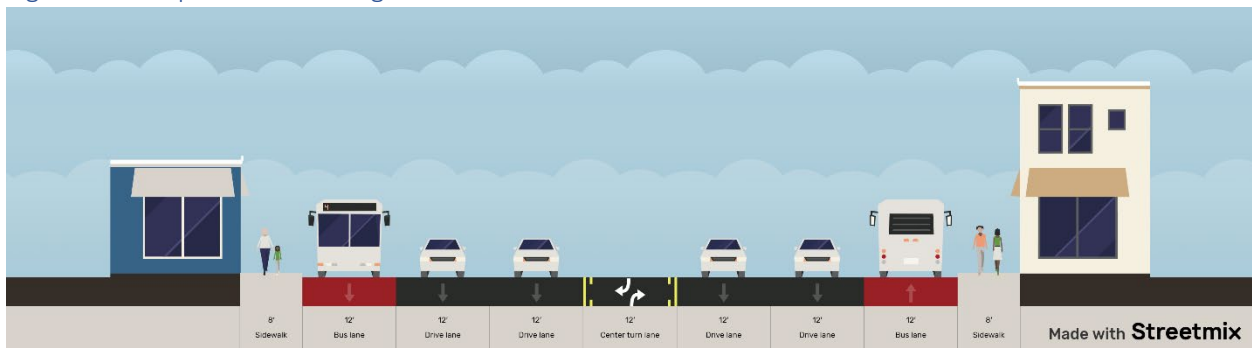 8'
Sidewalk
12'
Bus lane
12'
Drive lane
12'
Drive lane
12'
Center turn lane
12'
Drive lane
12'
Drive lane
12'
Bus lane
8'
Sidewalk
Made with Streetmix